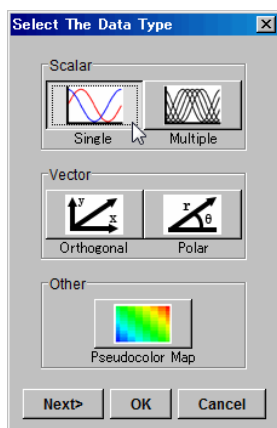 Select The Data Type
Scalar
Single Multiple
Vector
y x r θ
Orthogonal Polar
Other
Pseudocolor Map
Next> OK Cancel